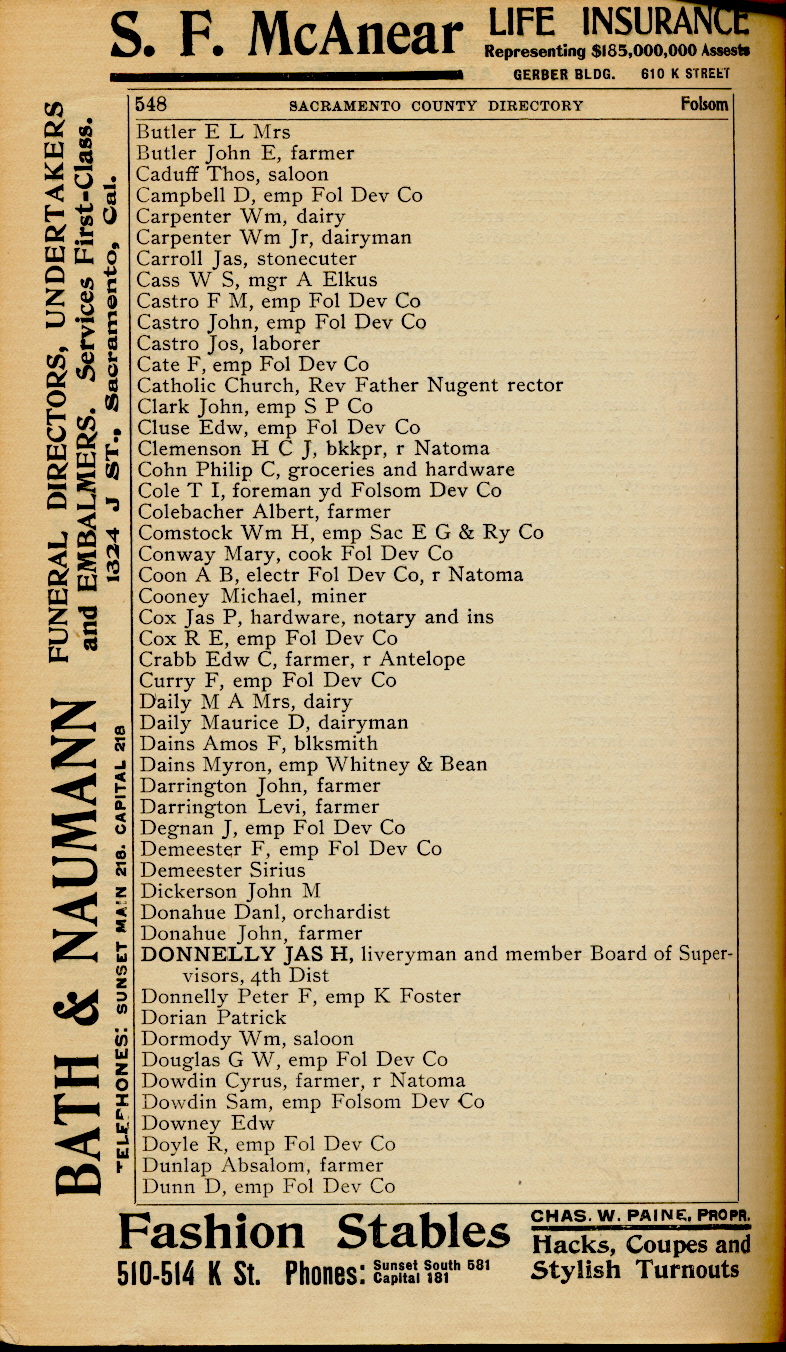 S. F. McAnear
LIFE INSURANCE
Representing $185,000,000 Assests
GERBER BLDG. 610 K STREET
BATH & NAUMANN
FUNERAL DIRECTORS, UNDERTAKERS
and EMBALMERS. Services First-Class.
TELEPHONES: SUNSET MAIN 218. CAPITAL 218
1324 J ST., Sacramento, Cal.
548 SACRAMENTO COUNTY DIRECTORY Folsom
Butler E L Mrs
Butler John E, farmer
Caduff Thos, saloon
Campbell D, emp Fol Dev Co
Carpenter Wm, dairy
Carpenter Wm Jr, dairyman
Carroll Jas, stonecuter
Cass W S, mgr A Elkus
Castro F M, emp Fol Dev Co
Castro John, emp Fol Dev Co
Castro Jos, laborer
Cate F, emp Fol Dev Co
Catholic Church, Rev Father Nugent rector
Clark John, emp S P Co
Cluse Edw, emp Fol Dev Co
Clemenson H C J, bkkpr, r Natoma
Cohn Philip C, groceries and hardware
Cole T I, foreman yd Folsom Dev Co
Colebacher Albert, farmer
Comstock Wm H, emp Sac E G & Ry Co
Conway Mary, cook Fol Dev Co
Coon A B, electr Fol Dev Co, r Natoma
Cooney Michael, miner
Cox Jas P, hardware, notary and ins
Cox R E, emp Fol Dev Co
Crabb Edw C, farmer, r Antelope
Curry F, emp Fol Dev Co
Daily M A Mrs, dairy
Daily Maurice D, dairyman
Dains Amos F, blksmith
Dains Myron, emp Whitney & Bean
Darrington John, farmer
Darrington Levi, farmer
Degnan J, emp Fol Dev Co
Demeester F, emp Fol Dev Co
Demeester Sirius
Dickerson John M
Donahue Danl, orchardist
Donahue John, farmer
DONNELLY JAS H, liveryman and member Board of Super-
visors, 4th Dist
Donnelly Peter F, emp K Foster
Dorian Patrick
Dormody Wm, saloon
Douglas G W, emp Fol Dev Co
Dowdin Cyrus, farmer, r Natoma
Dowdin Sam, emp Folsom Dev Co
Downey Edw
Doyle R, emp Fol Dev Co
Dunlap Absalom, farmer
Dunn D, emp Fol Dev Co
Fashion Stables
510-514 K St. Phones: Sunset South 581
Capital 181
CHAS. W. PAINE, PROPR.
Hacks, Coupes and
Stylish Turnouts